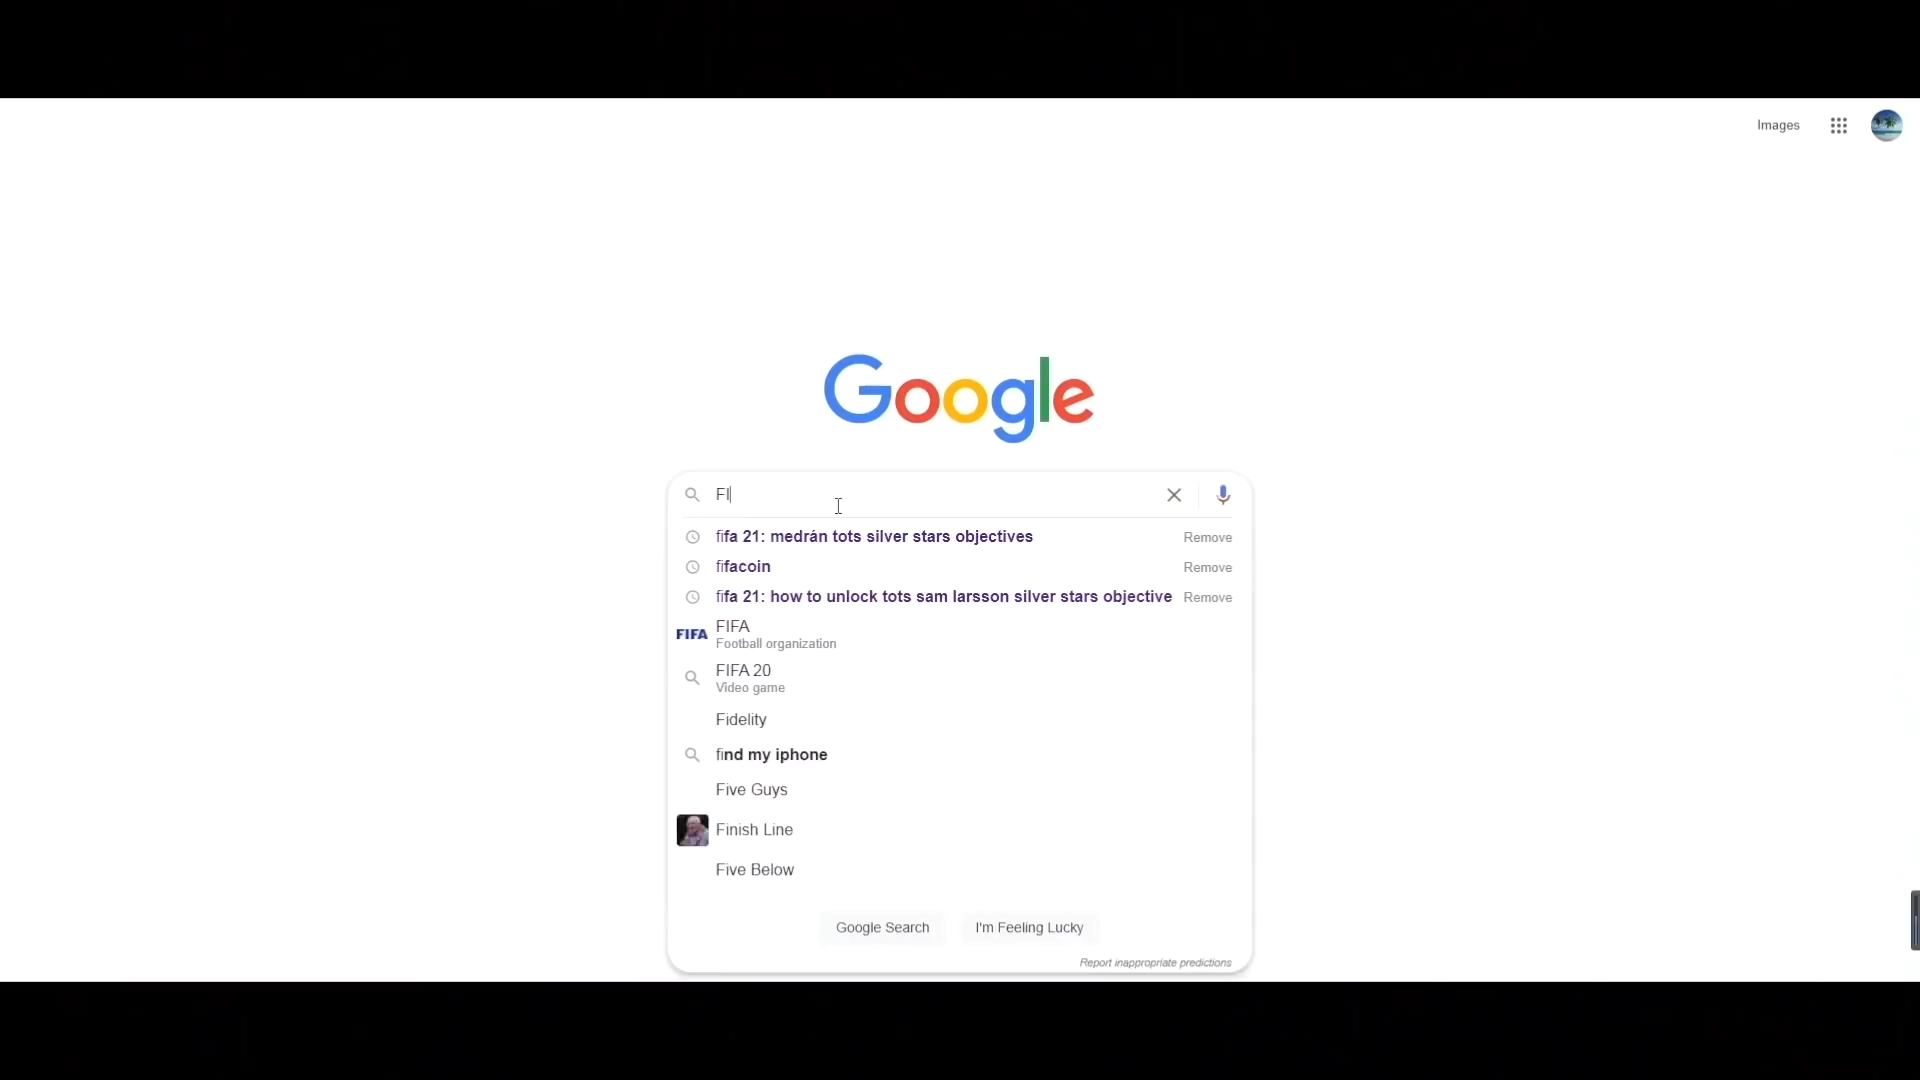 Images
Google
FI
fifa 21: medrán tots silver stars objectives
Remove
fifacoin
Remove
fifa 21: how to unlock tots sam larsson silver stars objective
Remove
FIFA
FIFA
Football organization
FIFA 20
Video game
Fidelity
find my iphone
Five Guys
Finish Line
Five Below
Google Search
I'm Feeling Lucky
Report inappropriate predictions